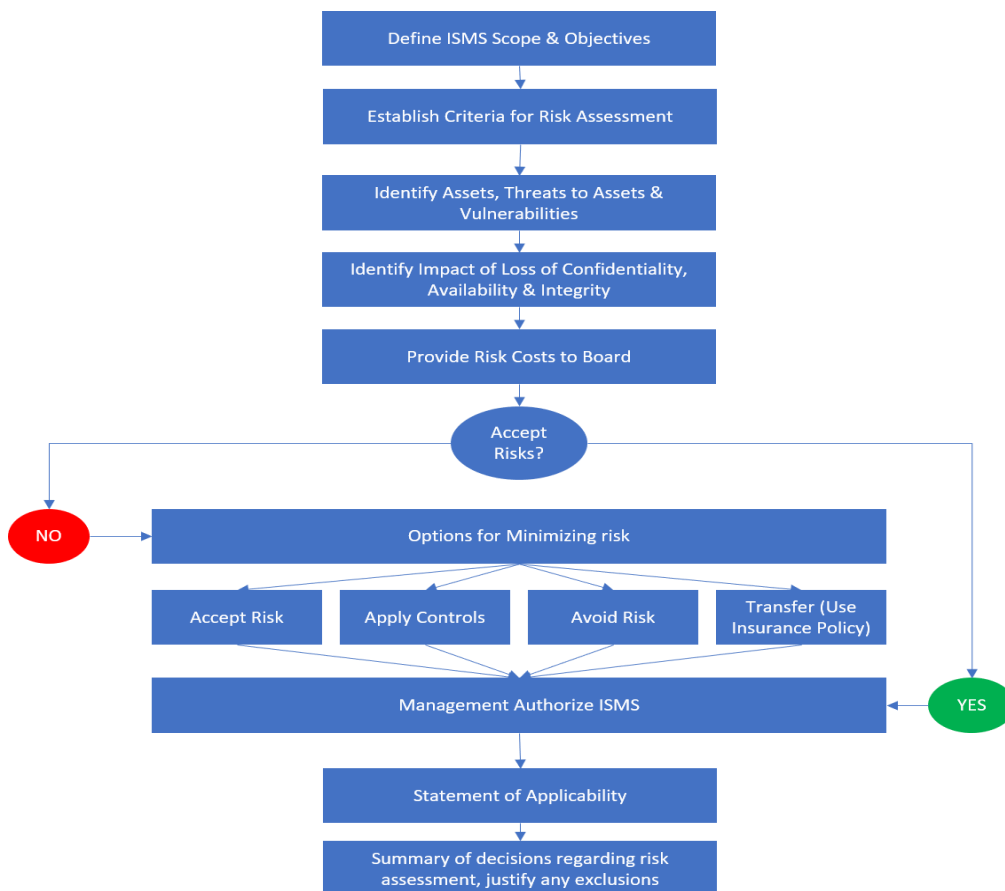 Define ISMS Scope & Objectives
Establish Criteria for Risk Assessment
Identify Assets, Threats to Assets &
Vulnerabilities
Identify Impact of Loss of Confidentiality,
Availability & Integrity
Provide Risk Costs to Board
Accept
Risks?
NO
Options for Minimizing risk
Accept Risk
Apply Controls
Avoid Risk
Transfer (Use
Insurance Policy)
Management Authorize ISMS
YES
Statement of Applicability
Summary of decisions regarding risk
assessment, justify any exclusions